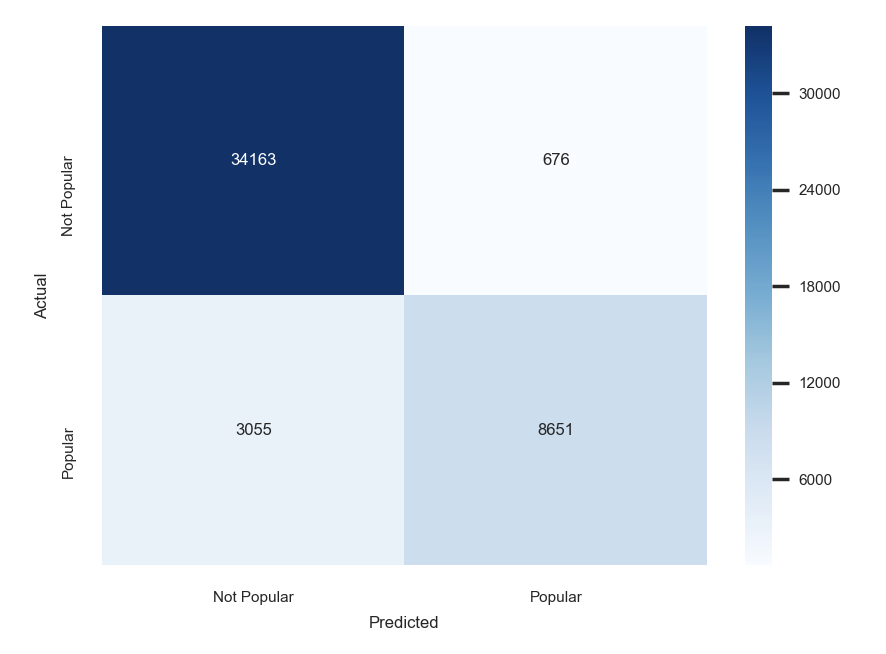 Actual
Not Popular
34163
676
Popular
3055
8651
Not Popular
Popular
Predicted
30000
24000
18000
12000
6000